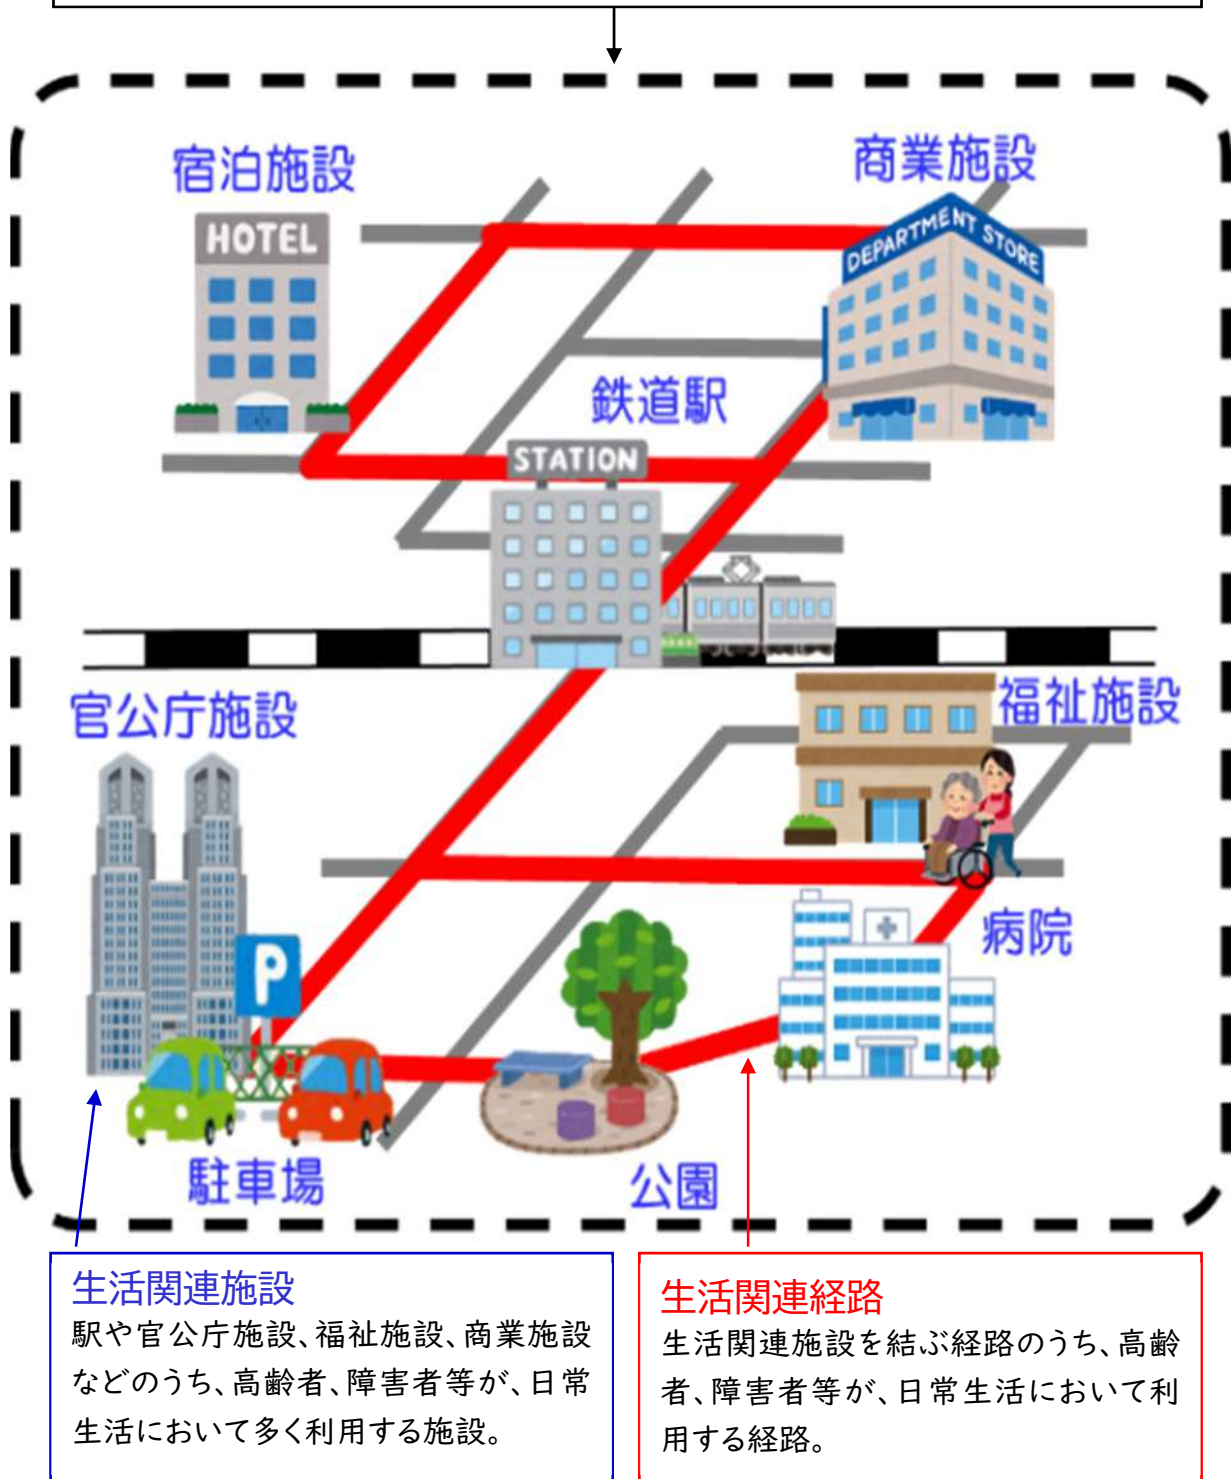 宿泊施設
商業施設
HOTEL
DEPARTMENT STORE
鉄道駅
STATION
官公庁施設
福祉施設
P
病院
駐車場
公園
生活関連施設
駅や官公庁施設、福祉施設、商業施設
などのうち、高齢者、障害者等が、日常
生活において多く利用する施設。
生活関連経路
生活関連施設を結ぶ経路のうち、高齢
者、障害者等が、日常生活において利
用する経路。